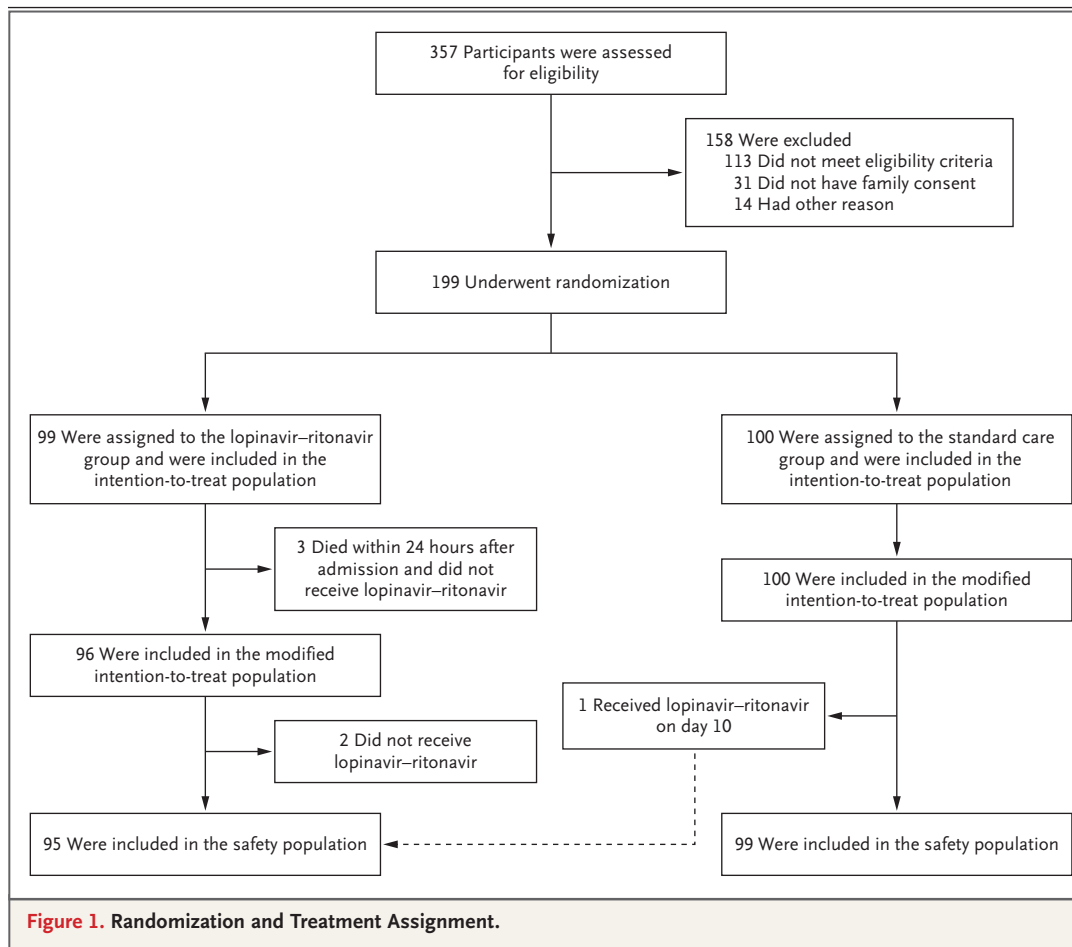 357 Participants were assessed
for eligibility
158 Were excluded
113 Did not meet eligibility criteria
31 Did not have family consent
14 Had other reason
199 Underwent randomization
99 Were assigned to the lopinavir–ritonavir
group and were included in the
intention-to-treat population
100 Were assigned to the standard care
group and were included in the
intention-to-treat population
3 Died within 24 hours after
admission and did not
receive lopinavir–ritonavir
100 Were included in the modified
intention-to-treat population
96 Were included in the modified
intention-to-treat population
1 Received lopinavir–ritonavir
on day 10
2 Did not receive
lopinavir–ritonavir
95 Were included in the safety population
99 Were included in the safety population
Figure 1. Randomization and Treatment Assignment.